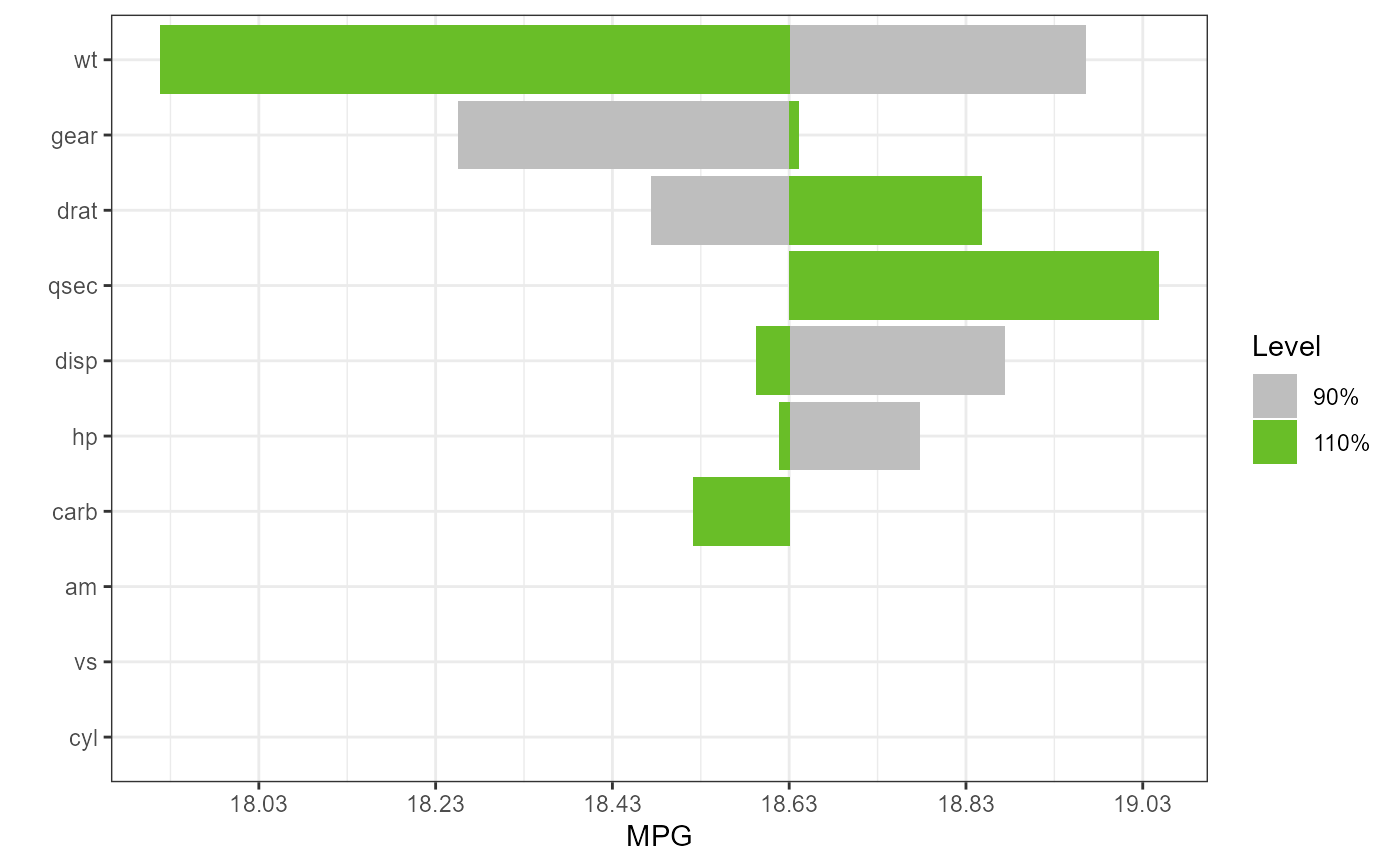 wt
gear
drat
qsec
disp
hp
carb
am
vs
cyl
18.03 18.23 18.43 18.63 18.83 19.03
MPG
Level
90%
110%